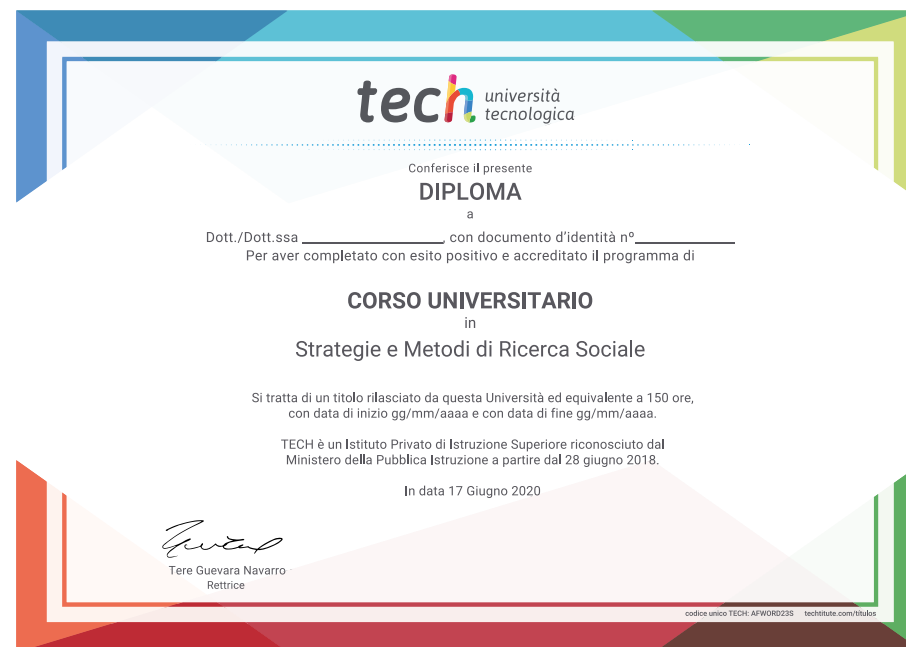 tech università
tecnologica
Conferisce il presente
DIPLOMA
a
Dott./Dott.ssa ________________, con documento d'identità nº____________
Per aver completato con esito positivo e accreditato il programma di
CORSO UNIVERSITARIO
in
Strategie e Metodi di Ricerca Sociale
Si tratta di un titolo rilasciato da questa Università ed equivalente a 150 ore,
con data di inizio gg/mm/aaaa e con data di fine gg/mm/aaaa.
TECH è un Istituto Privato di Istruzione Superiore riconosciuto dal
Ministero della Pubblica Istruzione a partire dal 28 giugno 2018.
In data 17 Giugno 2020
Tere Guevara Navarro
Rettrice
codice unico TECH: AFWORD23S techtitute.com/títulos